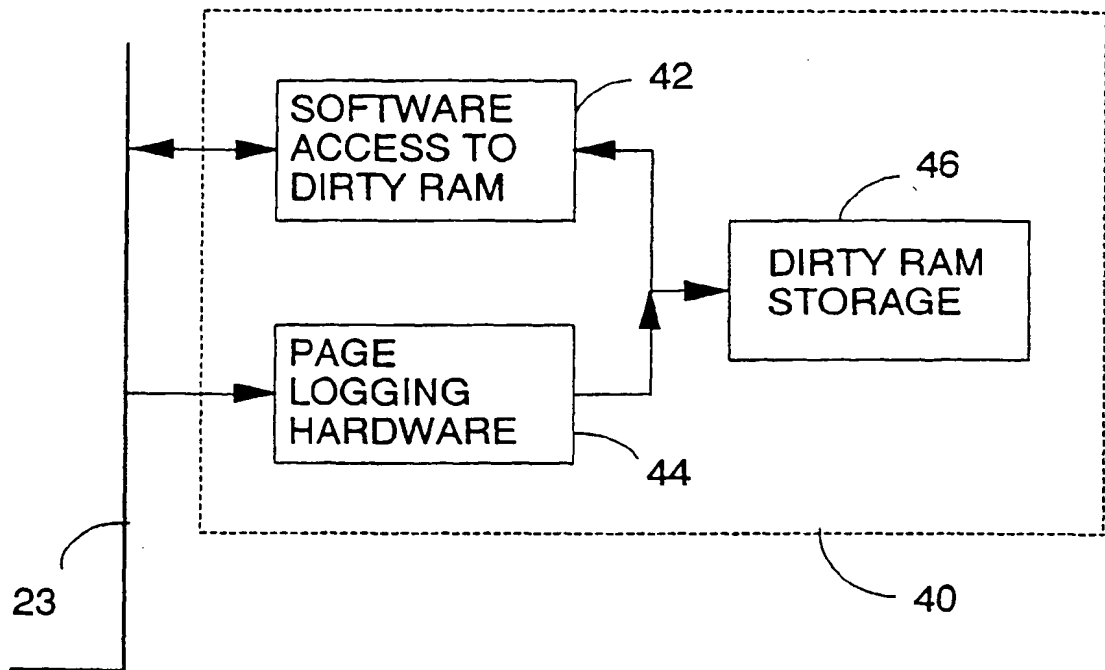 42
SOFTWARE
ACCESS TO
DIRTY RAM
46
DIRTY RAM
STORAGE
PAGE
LOGGING
HARDWARE
44
23
40